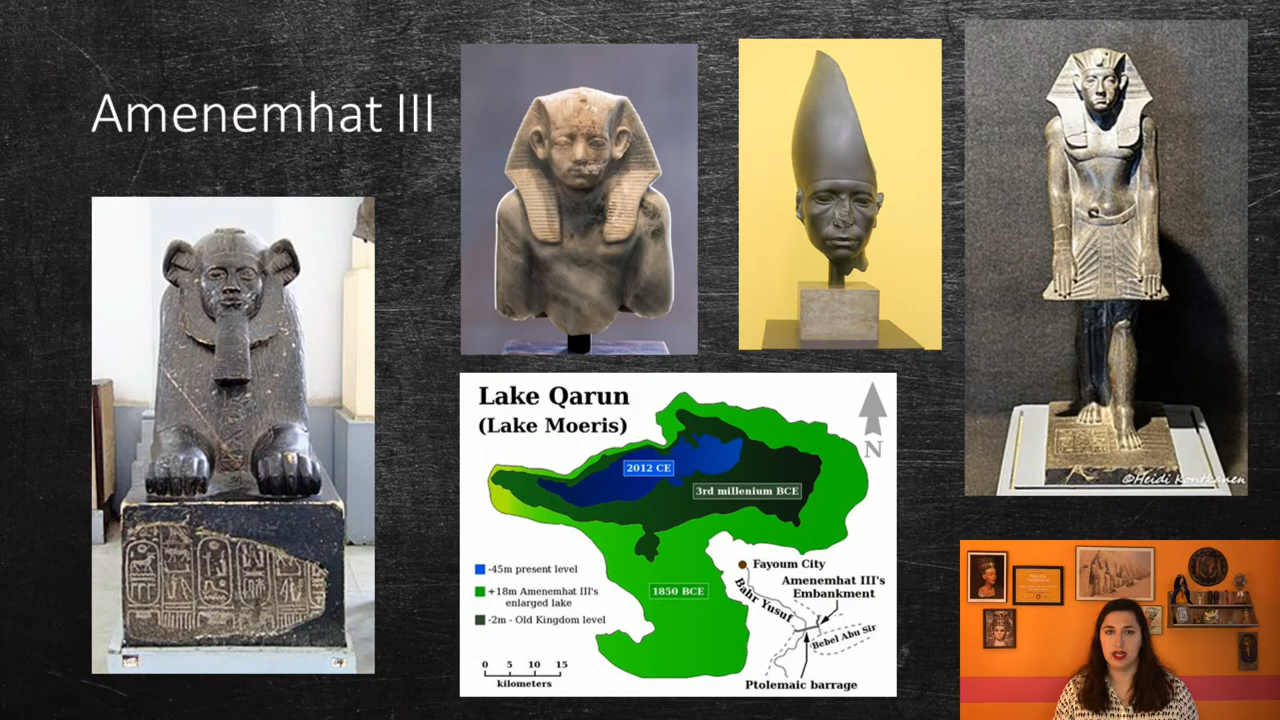 Amenemhat III
©Heidi Kontkanen
Lake Qarun
(Lake Moeris)
N
2012 CE
3rd millenium BCE
1850 BCE
-45m present level
+18m Amenemhat III's
enlarged lake
-2m - Old Kingdom level
0 5 10 15
kilometers
Fayoum City
Amenemhat III's
Embankment
Bahr Yusuf
Bebel Abu Sir
Ptolemaic barrage